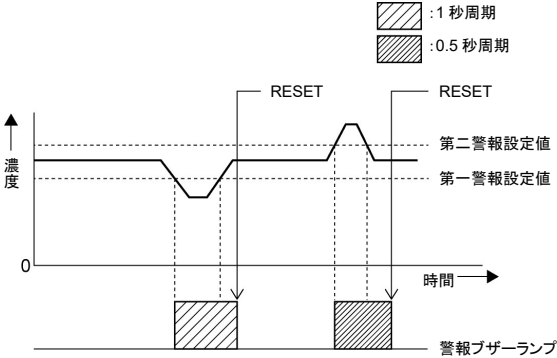 :1 秒周期
:0.5 秒周期
RESET
RESET
第二警報設定値
濃度
第一警報設定値
0
時間
警報ブザーランプ